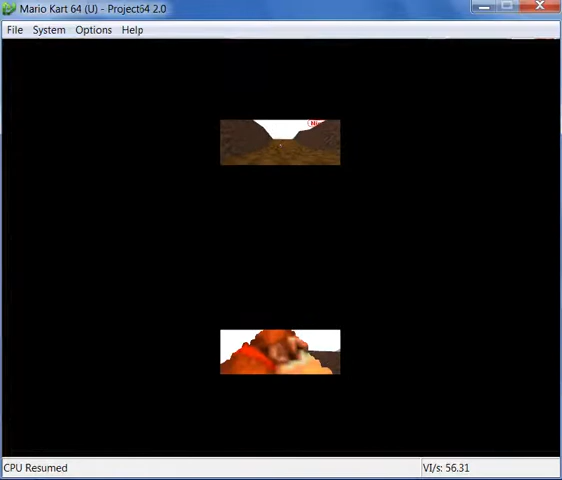 Mario Kart 64 (U) - Project64 2.0
File System Options Help
CPU Resumed VI/s: 56.31